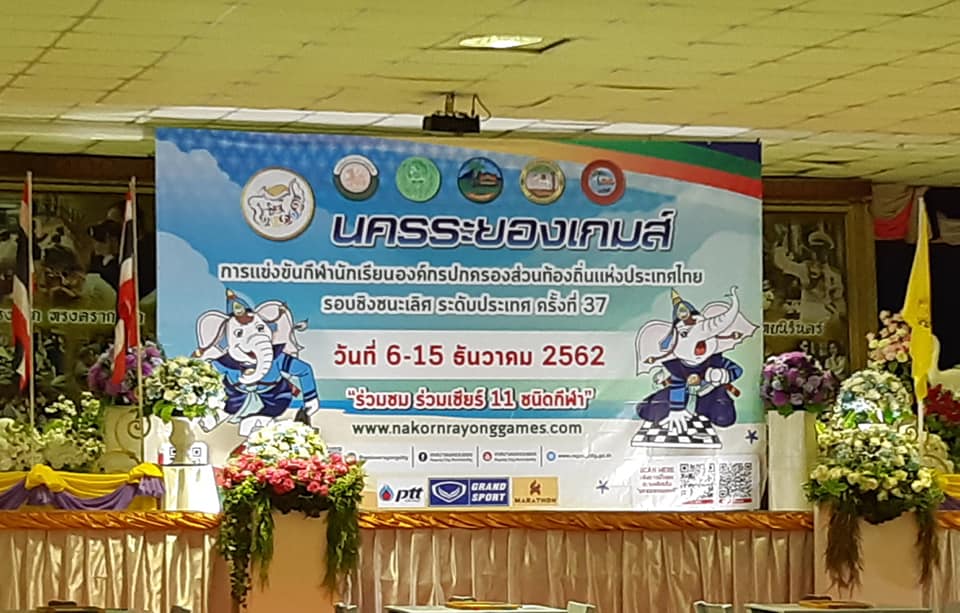 นครระยองเกมส์
การแข่งขันกีฬานักเรียนองค์กรปกครองส่วนท้องถิ่นแห่งประเทศไทย
รอบชิงชนะเลิศ ระดับประเทศ ครั้งที่ 37
วันที่ 6-15 ธันวาคม 2562
"ร่วมชม ร่วมเชียร์ 11 ชนิดกีฬา"
www.nakornrayonggames.com
SCAN HERE
ptt
GRAND SPORT
MARATHON